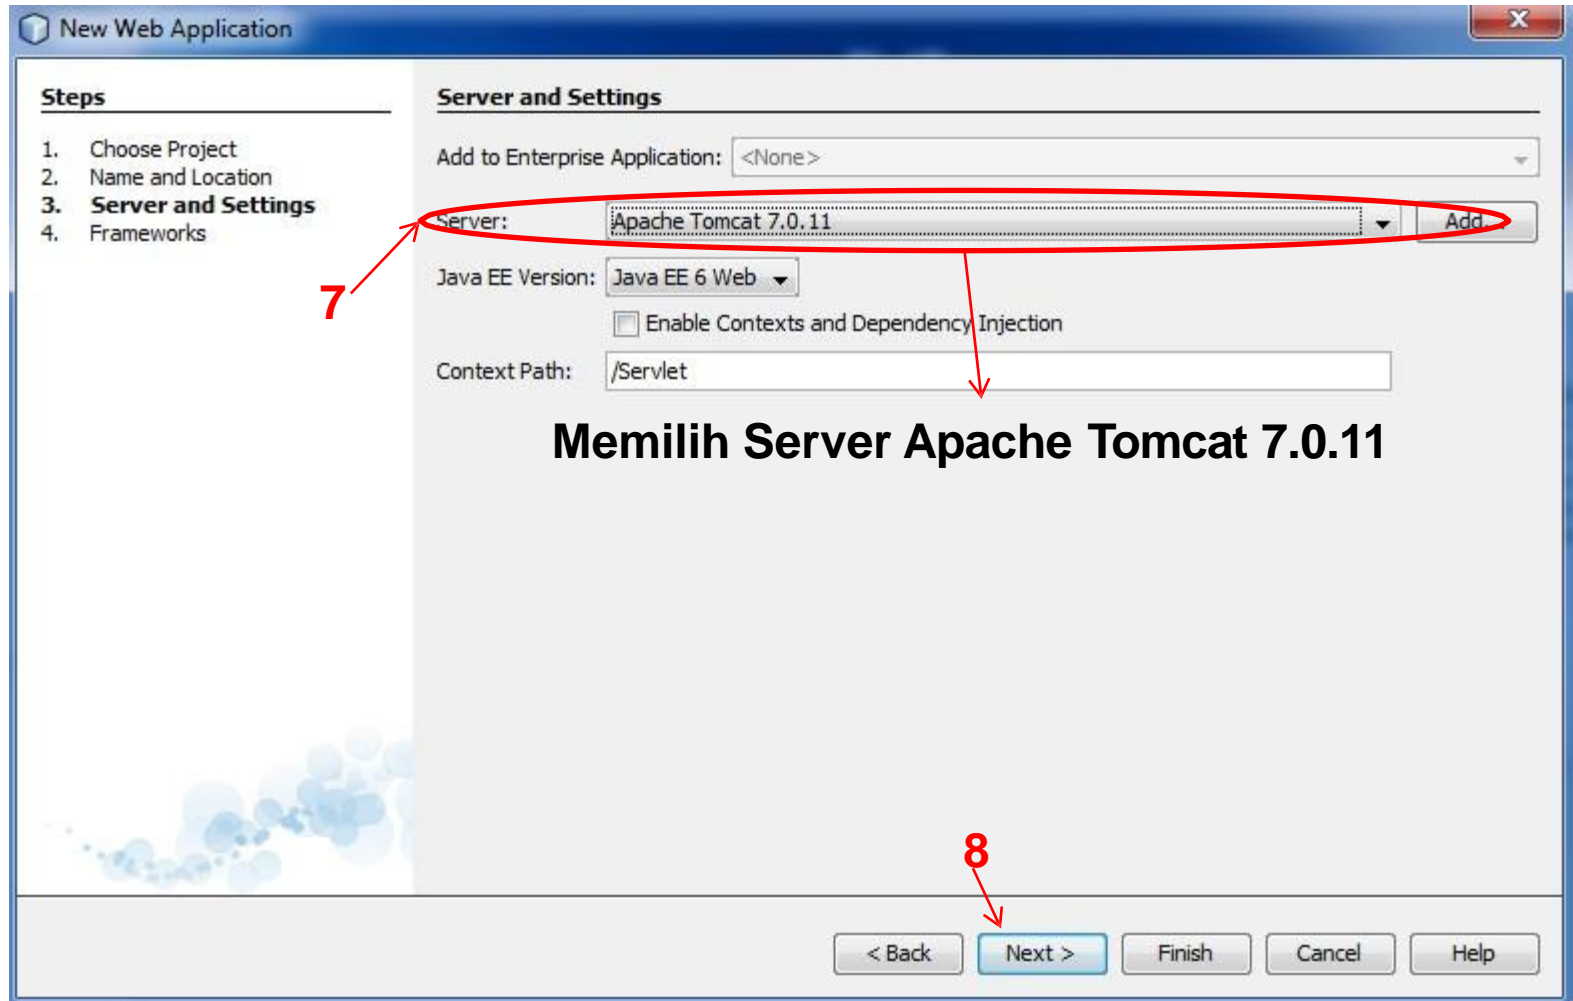 New Web Application
x
Steps
1. Choose Project
2. Name and Location
3. Server and Settings
4. Frameworks
Server and Settings
Add to Enterprise Application: <None>
Server: Apache Tomcat 7.0.11 Add...
7
Java EE Version: Java EE 6 Web
Enable Contexts and Dependency Injection
Context Path: /Servlet
Memilih Server Apache Tomcat 7.0.11
8
< Back Next > Finish Cancel Help